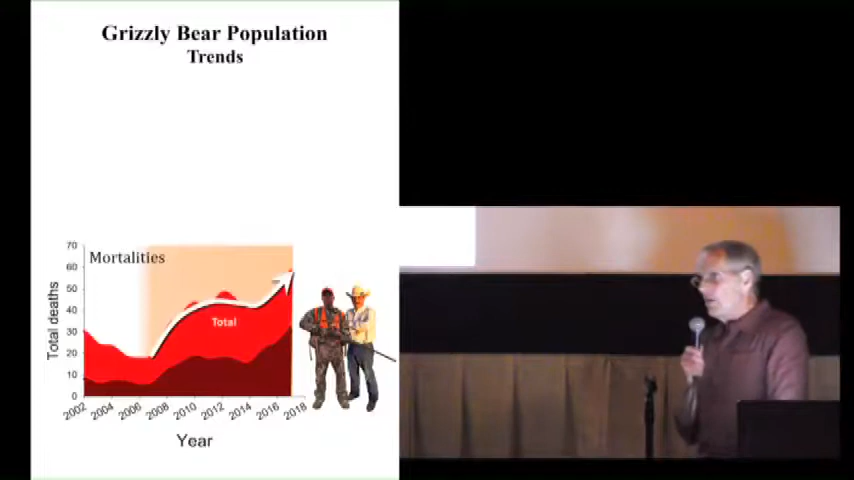 Grizzly Bear Population
Trends
Mortalities
Total deaths
70
60
50
40
30
20
10
0
Total
2002 2004 2006 2008 2010 2012 2014 2016 2018
Year